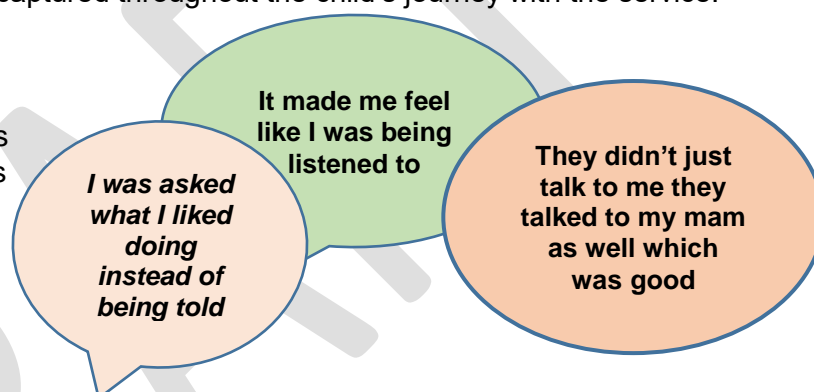 captured throughout the child's journey with the service.
s
s
It made me feel
like I was being
listened to
I was asked
what I liked
doing
instead of
being told
They didn't just
talk to me they
talked to my mam
as well which
was good